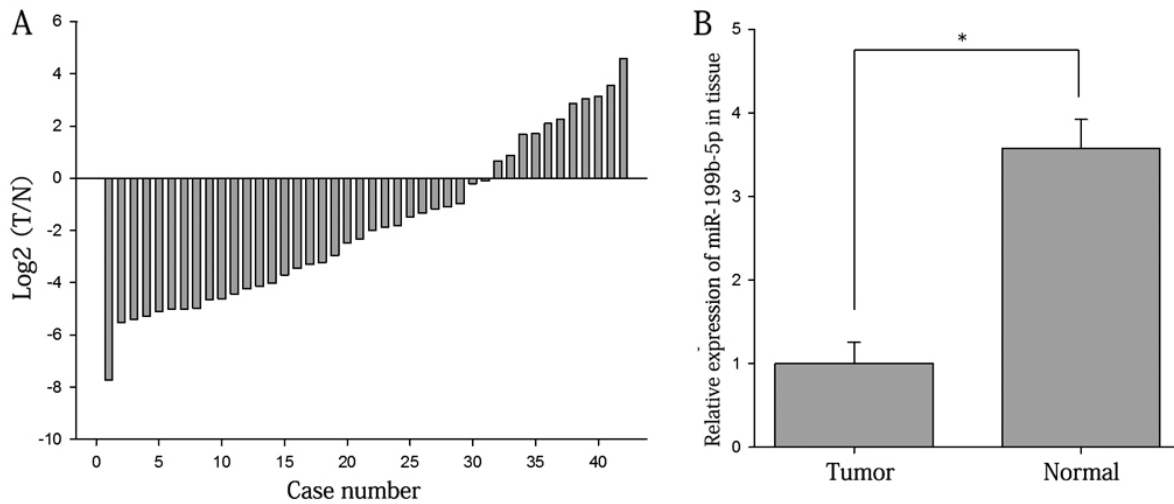 A
Log2 (T/N)
6
4
2
0
-2
-4
-6
-8
-10
0 5 10 15 20 25 30 35 40
Case number
B
Relative expression of miR-199b-5p in tissue
5
4
3
2
1
0
*
Tumor Normal